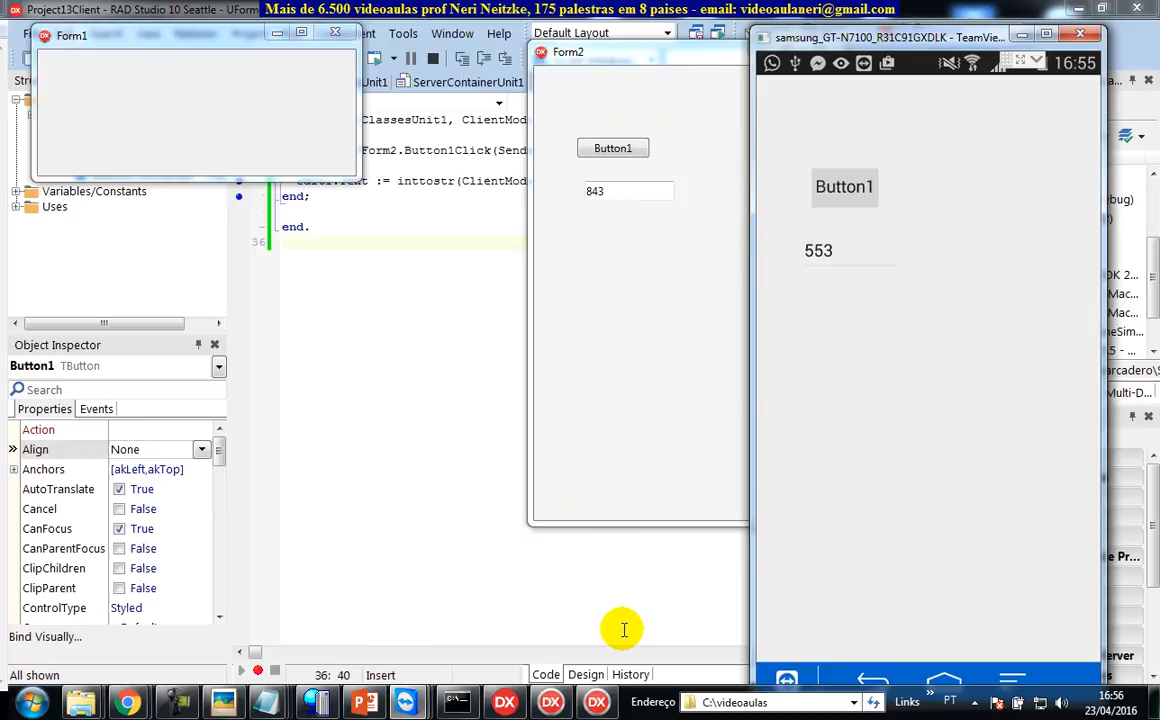 Project13Client - RAD Studio 10 Seattle - UForm
Mais de 6.500 videoaulas prof Neri Neitzke, 175 palestras em 8 paises - email: videoaulaneri@gmail.com
Form1
Tools Window Help
Default Layout
Form2
samsung_GT-N7100_R31C91GXDLK - TeamVie...
16:55
Unit1
ServerContainerUnit1
ClassesUnit1, ClientMod
Form2.Button1Click(Send
:= inttostr(ClientMod
end;
end.
36
Variables/Constants
Uses
Button1
843
Button1
553
Object Inspector
Button1 TButton
Search
Properties Events
Action
Align None
Anchors [akLeft,akTop]
AutoTranslate True
Cancel False
CanFocus True
CanParentFocus False
ClipChildren False
ClipParent False
ControlType Styled
Bind Visually...
All shown
36: 40 Insert
Code Design History
Multi-D
e Pr...
erver
Endereço C:\videoaulas
Links
PT
16:56
23/04/2016